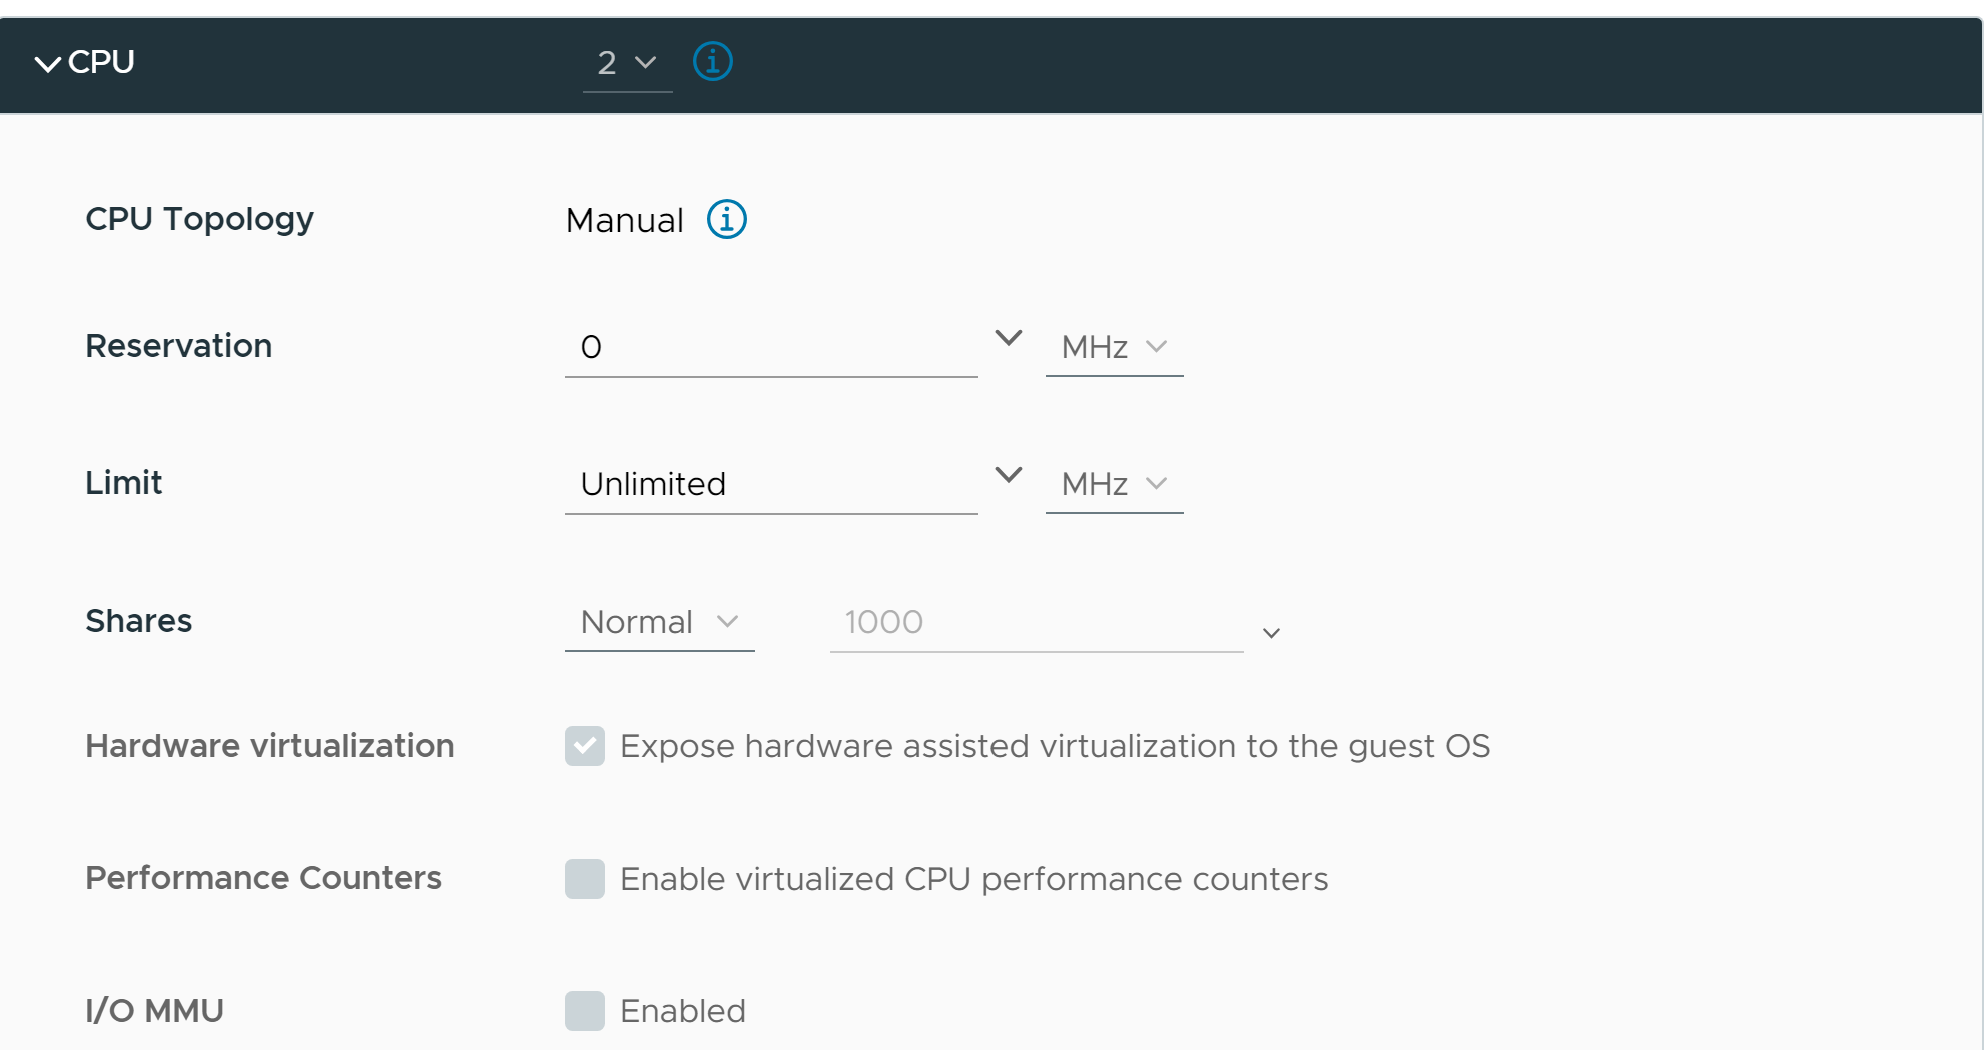 CPU 2
CPU Topology Manual
Reservation 0 MHz
Limit Unlimited MHz
Shares Normal 1000
Hardware virtualization Expose hardware assisted virtualization to the guest OS
Performance Counters Enable virtualized CPU performance counters
I/O MMU Enabled